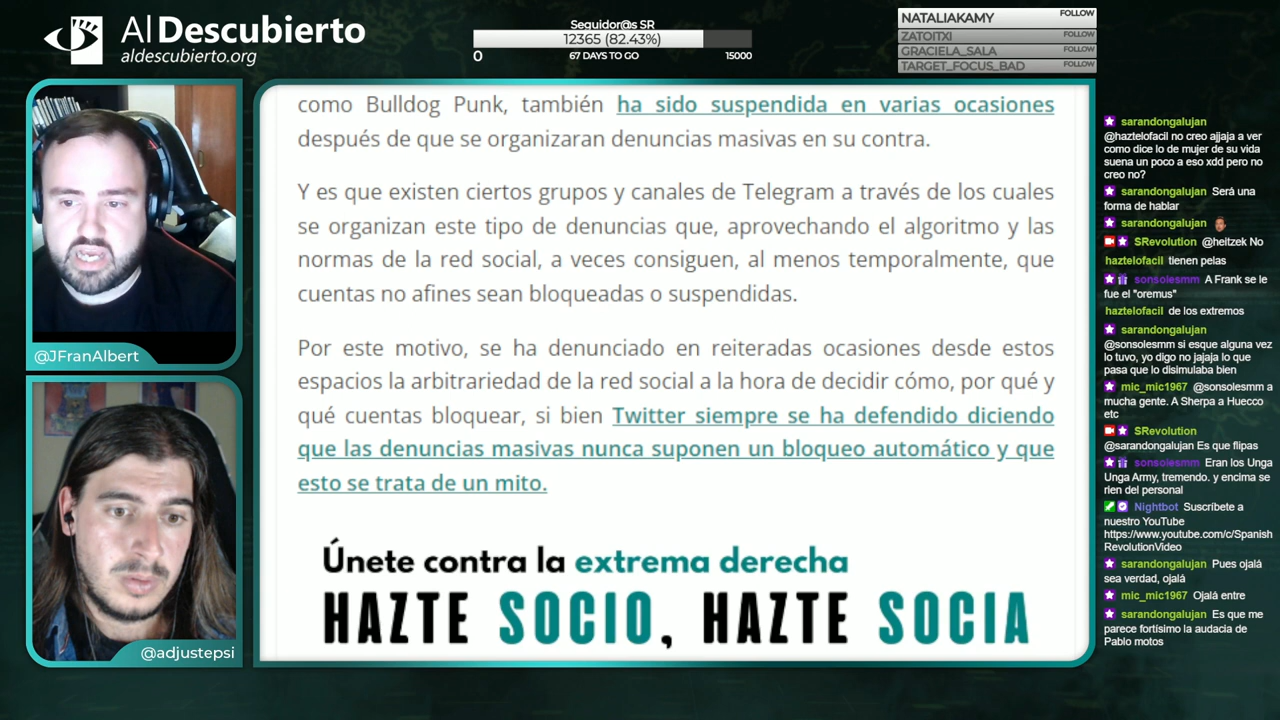 Al Descubierto
aldescubierto.org
Seguidor@s SR
12365 (82.43%)
0
67 DAYS TO GO
15000
NATALIAKAMY FOLLOW
ZATOITXI FOLLOW
GRACIELA_SALA FOLLOW
TARGET_FOCUS_BAD FOLLOW
@JFranAlbert
@adjustepsi
como Bulldog Punk, también ha sido suspendida en varias ocasiones
después de que se organizaran denuncias masivas en su contra.
Y es que existen ciertos grupos y canales de Telegram a través de los cuales
se organizan este tipo de denuncias que, aprovechando el algoritmo y las
normas de la red social, a veces consiguen, al menos temporalmente, que
cuentas no afines sean bloqueadas o suspendidas.
Por este motivo, se ha denunciado en reiteradas ocasiones desde estos
espacios la arbitrariedad de la red social a la hora de decidir cómo, por qué y
qué cuentas bloquear, si bien Twitter siempre se ha defendido diciendo
que las denuncias masivas nunca suponen un bloqueo automático y que
esto se trata de un mito.
Únete contra la extrema derecha
HAZTE SOCIO, HAZTE SOCIA
sarandongalujan
@haztelofacil no creo ajjaja a ver
como dice lo de mujer de su vida
suena un poco a eso xdd pero no
creo no?
sarandongalujan Será una
forma de hablar
sarandongalujan
SRevolution @heitzek No
haztelofacil tienen pelas
sonsolesmm A Frank se le
fue el "oremus"
haztelofacil de los extremos
sarandongalujan
@sonsolesmm si esque alguna vez
lo tuvo, yo digo no jajaja lo que
pasa que lo disimulaba bien
mic_mic1967 @sonsolesmm a
mucha gente. A Sherpa a Huecco
etc
SRevolution
@sarandongalujan Es que flipas
sonsolesmm Eran los Unga
Unga Army, tremendo. y encima se
rien del personal
Nightbot Suscríbete a
nuestro YouTube
https://www.youtube.com/c/Spanish
RevolutionVideo
sarandongalujan Pues ojalá
sea verdad, ojalá
mic_mic1967 Ojalá entre
sarandongalujan Es que me
parece fortísimo la audacia de
Pablo motos